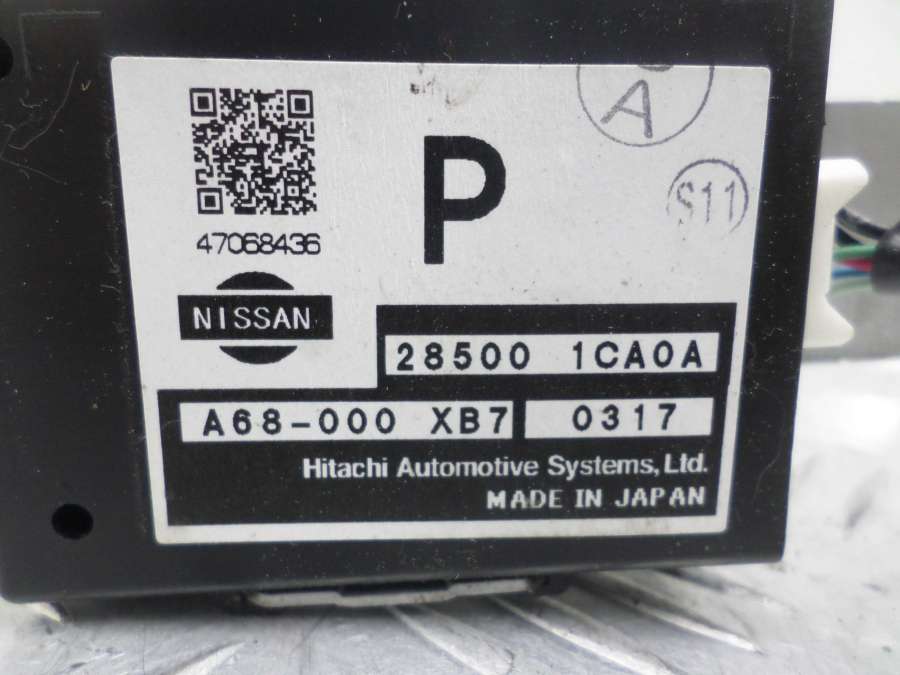 A
P
S11
47068436
NISSAN
28500 1CA0A
A68-000 XB7 0317
Hitachi Automotive Systems, Ltd.
MADE IN JAPAN